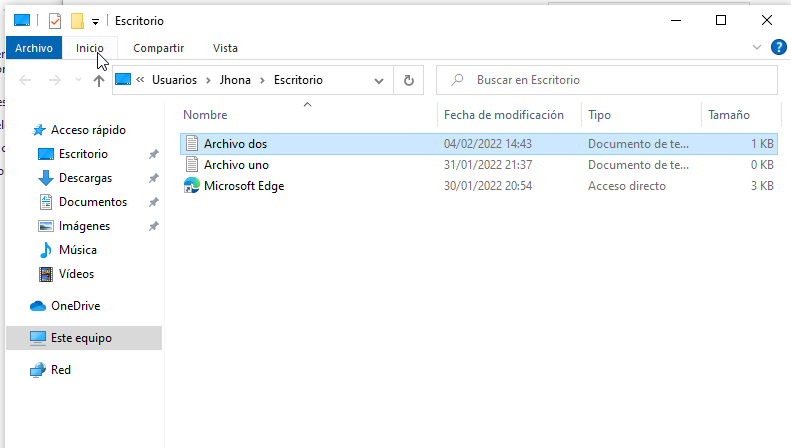 Escritorio
Archivo Inicio Compartir Vista
Usuarios Jhona Escritorio Buscar en Escritorio
Nombre Fecha de modificación Tipo Tamaño
Acceso rápido
Escritorio
Descargas
Documentos
Imágenes
Música
Vídeos
OneDrive
Este equipo
Red
Archivo dos 04/02/2022 14:43 Documento de te... 1 KB
Archivo uno 31/01/2022 21:37 Documento de te... 0 KB
Microsoft Edge 30/01/2022 20:54 Acceso directo 3 KB